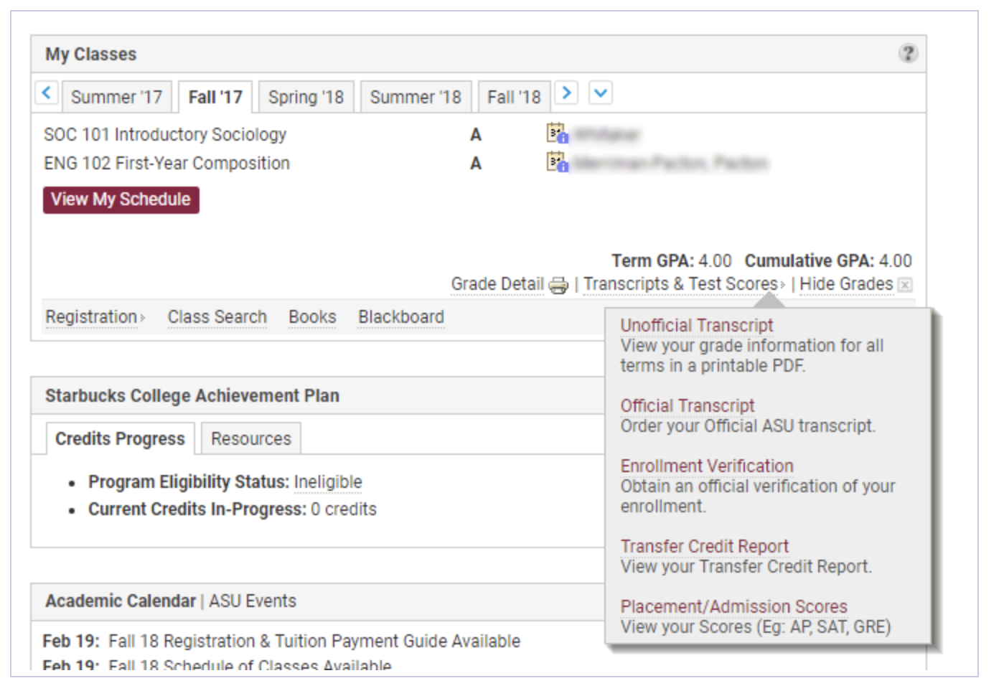 My Classes
?
Summer '17 Fall '17 Spring '18 Summer '18 Fall '18
SOC 101 Introductory Sociology A 31
ENG 102 First-Year Composition A 31
View My Schedule
Term GPA: 4.00 Cumulative GPA: 4.00
Grade Detail | Transcripts & Test Scores | Hide Grades
Registration Class Search Books Blackboard
Unofficial Transcript
View your grade information for all
terms in a printable PDF.
Official Transcript
Order your Official ASU transcript.
Enrollment Verification
Obtain an official verification of your
enrollment.
Transfer Credit Report
View your Transfer Credit Report.
Placement/Admission Scores
View your Scores (Eg: AP, SAT, GRE)
Starbucks College Achievement Plan
Credits Progress Resources
• Program Eligibility Status: Ineligible
• Current Credits In-Progress: 0 credits
Academic Calendar | ASU Events
Feb 19: Fall 18 Registration & Tuition Payment Guide Available
Feb 19: Fall 18 Schedule of Classes Available